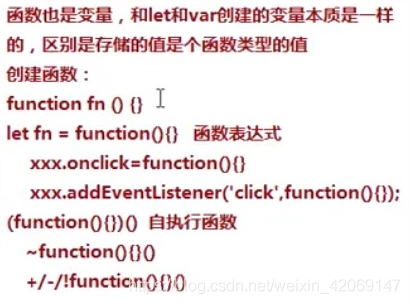 函数也是变量，和let和var创建的变量本质是一样
的，区别是存储的值是个函数类型的值
创建函数：
function fn () {}
let fn = function(){} 函数表达式
xxx.onclick=function(){}
xxx.addEventListener('click',function(){});
(function(){})() 自执行函数
~function(){}()
+/-/!function(){}()
https://blog.csdn.net/weixin_42069147